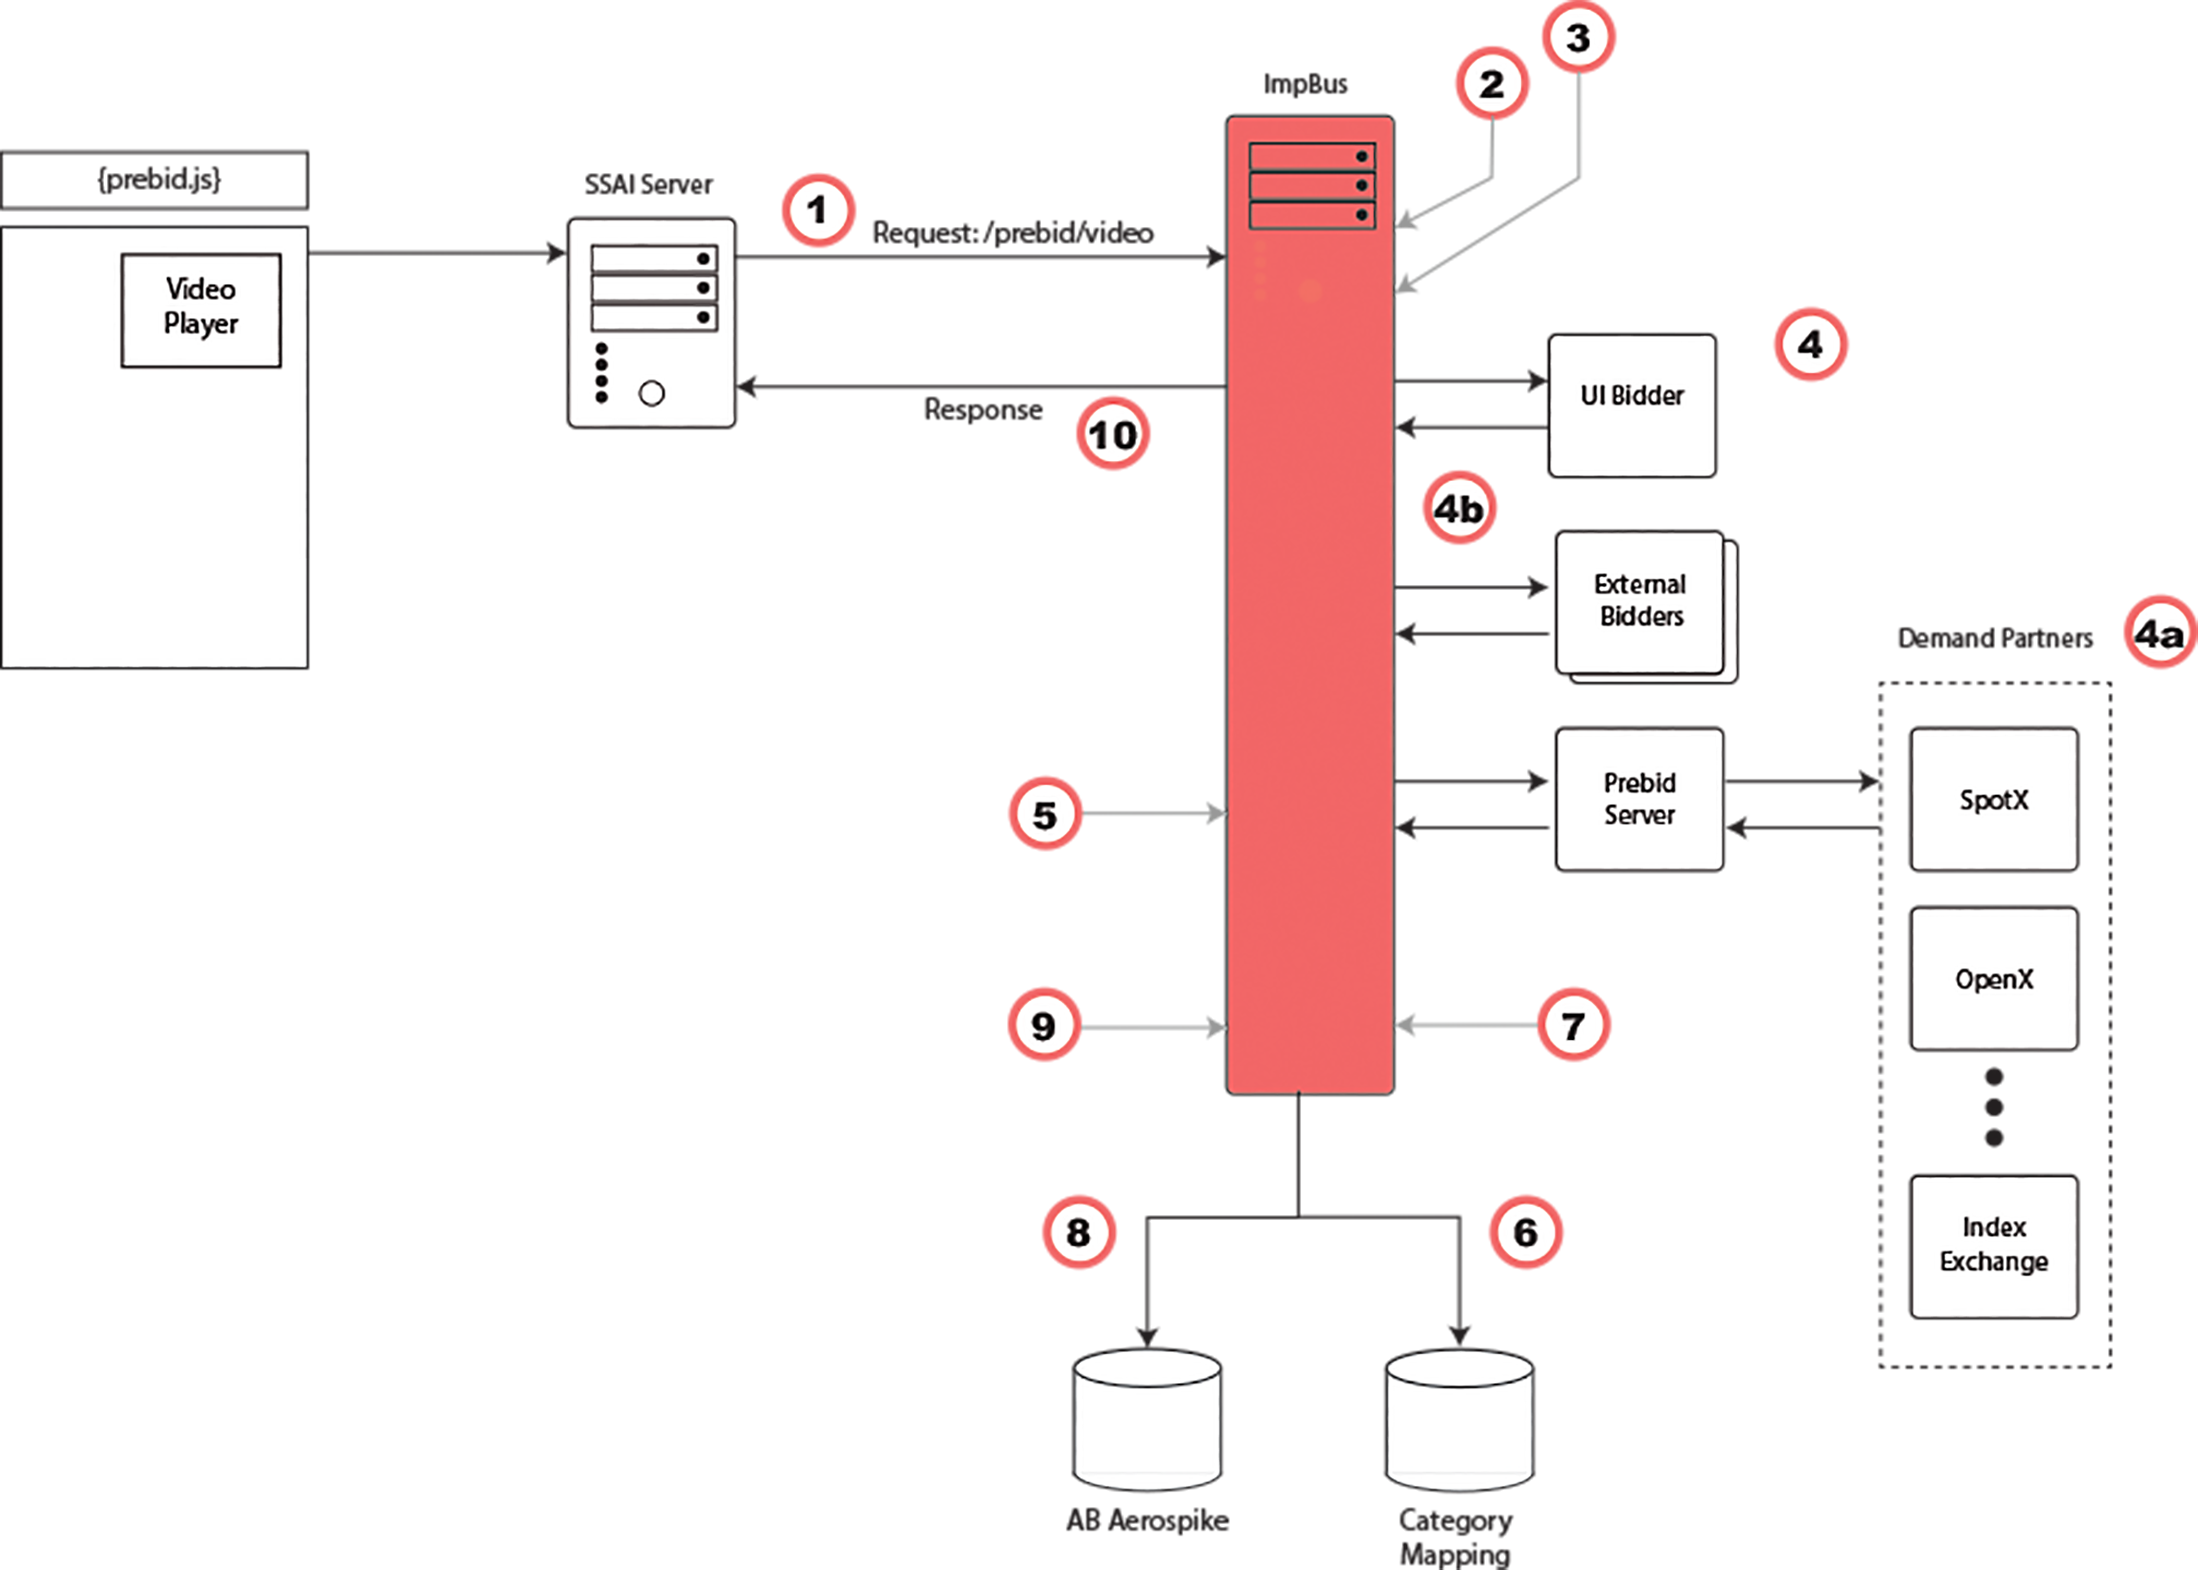 3
2
ImpBus
{prebid.js}
SSAI Server
1
Request: /prebid/video
Video
Player
4
UI Bidder
Response
10
4b
External
Bidders
Demand Partners
4a
Prebid
Server
SpotX
5
OpenX
9
7
8
6
Index
Exchange
AB Aerospike
Category
Mapping